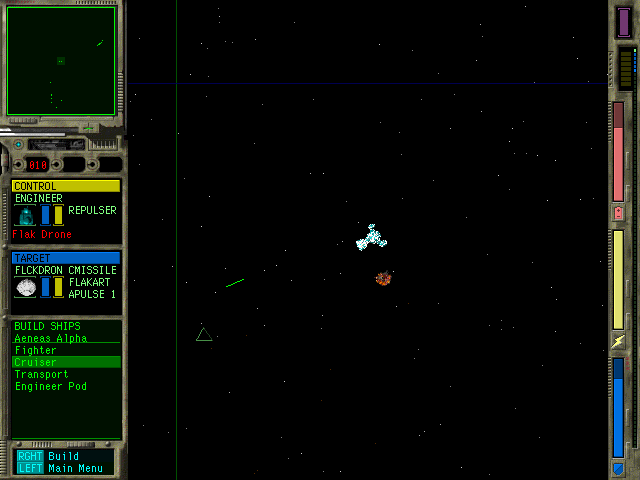 010
CONTROL
ENGINEER
REPULSER
Flak Drona
TARGET
FLCKDRON CMISSILE
FLAKART
APULSE 1
BUILD SHIPS
Aeneas Alpha
Fighter
Cruiser
Transport
Engineer Pod
RGHT Build
LEFT Main Menu